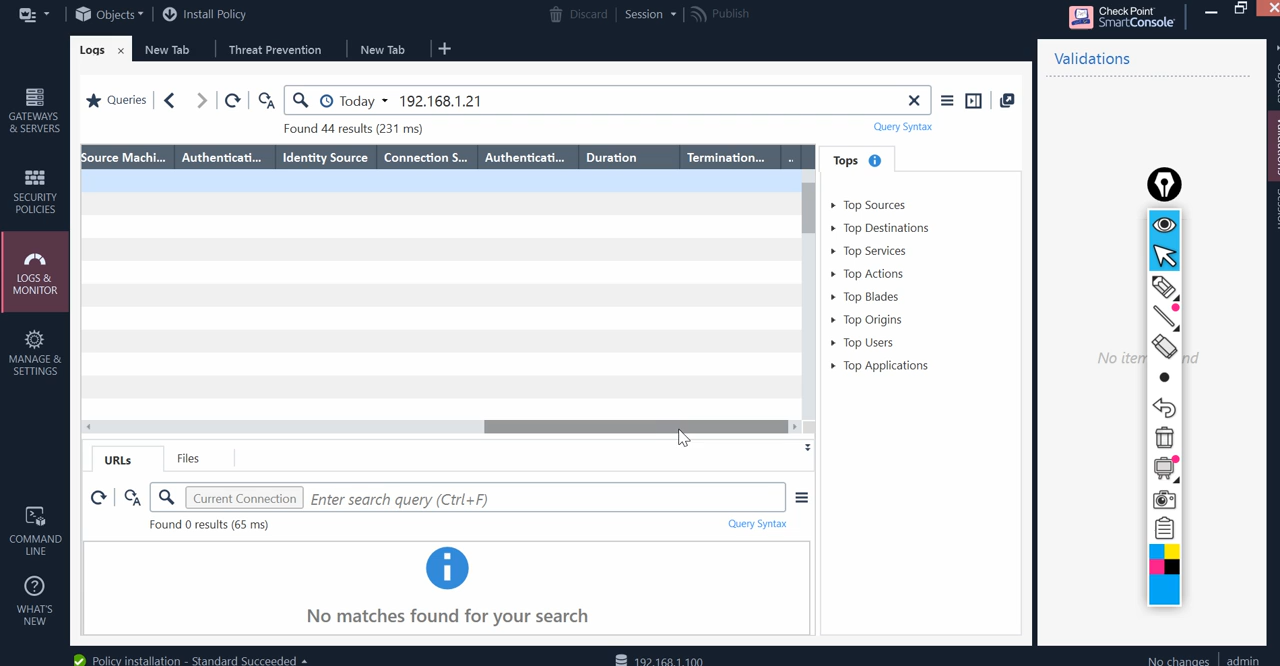 Objects
Install Policy
Discard
Session
Publish
Check Point
SmartConsole
Logs
New Tab
Threat Prevention
New Tab
Validations
GATEWAYS
& SERVERS
SECURITY
POLICIES
LOGS &
MONITOR
MANAGE &
SETTINGS
COMMAND
LINE
WHAT'S
NEW
Queries
Today
192.168.1.21
Found 44 results (231 ms)
Query Syntax
Source Machi...
Authenticati...
Identity Source
Connection S...
Authenticati...
Duration
Termination...
..
Tops
Top Sources
Top Destinations
Top Services
Top Actions
Top Blades
Top Origins
Top Users
Top Applications
URLs
Files
Current Connection
Enter search query (Ctrl+F)
Found 0 results (65 ms)
Query Syntax
No matches found for your search
Policy installation - Standard Succeeded
192.168.1.100
No changes
admin